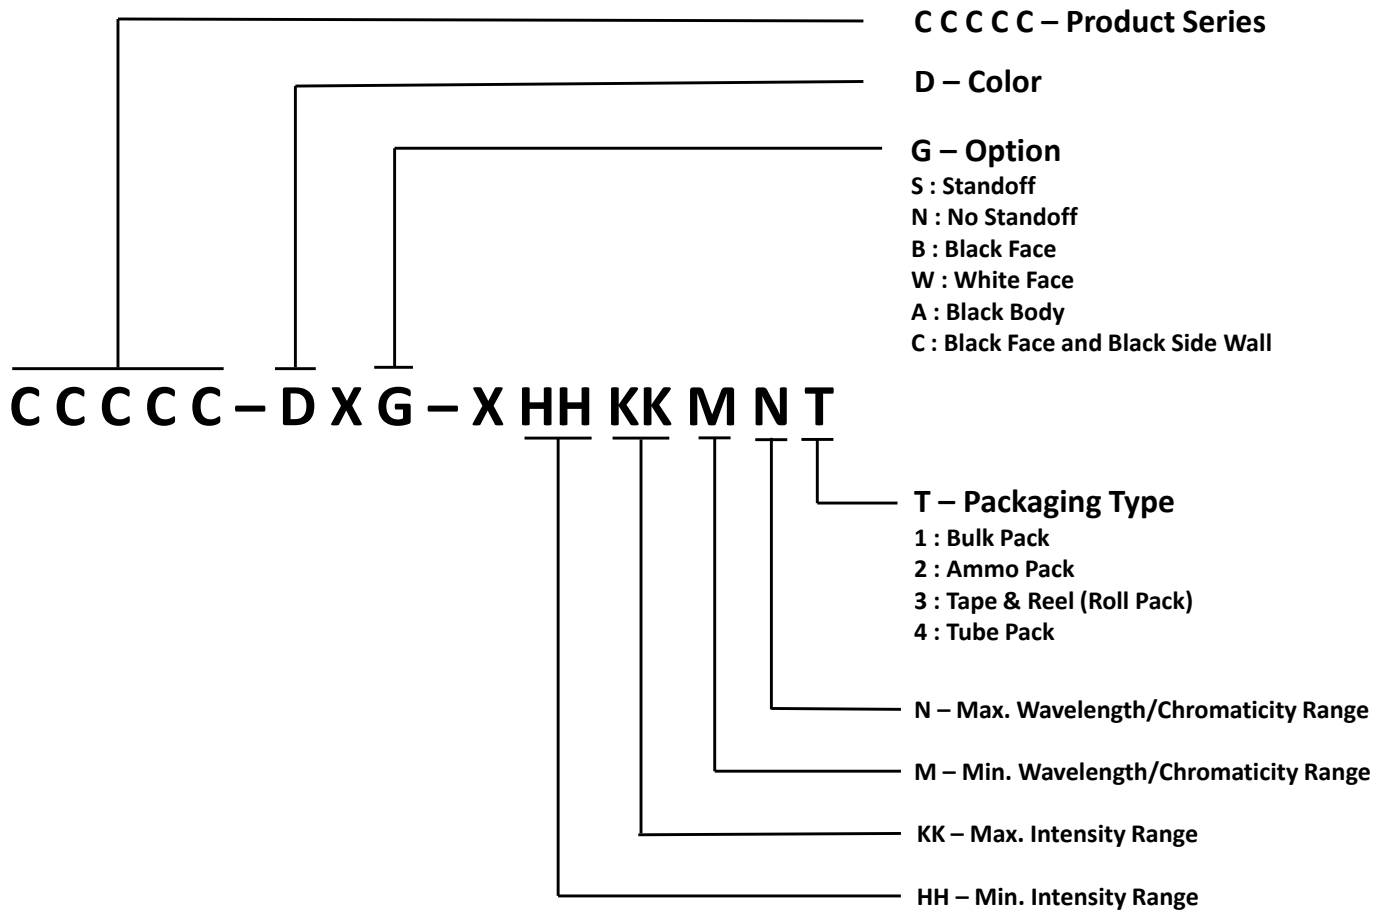 C C C C C – Product Series
D – Color
G – Option
S : Standoff
N : No Standoff
B : Black Face
W : White Face
A : Black Body
C : Black Face and Black Side Wall
C C C C C – D X G – X HH KK M N T
T – Packaging Type
1 : Bulk Pack
2 : Ammo Pack
3 : Tape & Reel (Roll Pack)
4 : Tube Pack
N – Max. Wavelength/Chromaticity Range
M – Min. Wavelength/Chromaticity Range
KK – Max. Intensity Range
HH – Min. Intensity Range